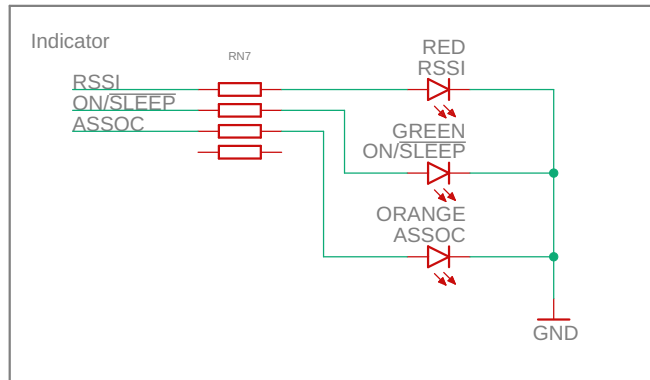 Indicator
RN7
RSSI
ON/SLEEP
ASSOC
RED
RSSI
GREEN
ON/SLEEP
ORANGE
ASSOC
GND